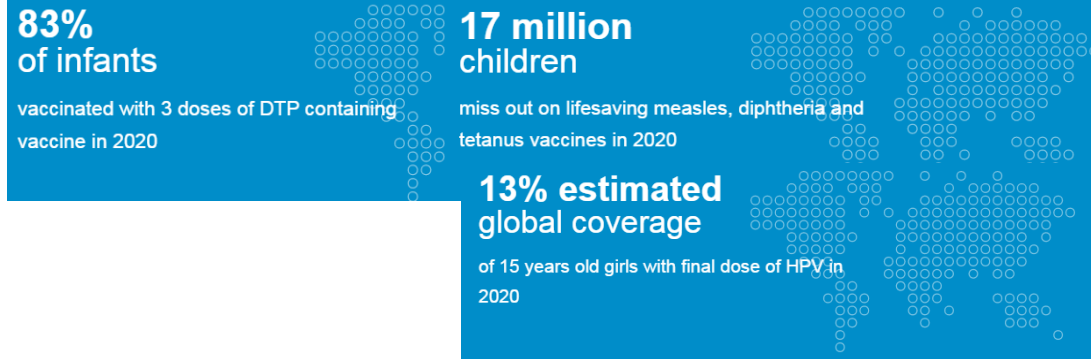 83%
of infants
vaccinated with 3 doses of DTP containing
vaccine in 2020
17 million
children
miss out on lifesaving measles, diphtheria and
tetanus vaccines in 2020
13% estimated
global coverage
of 15 years old girls with final dose of HPV in
2020